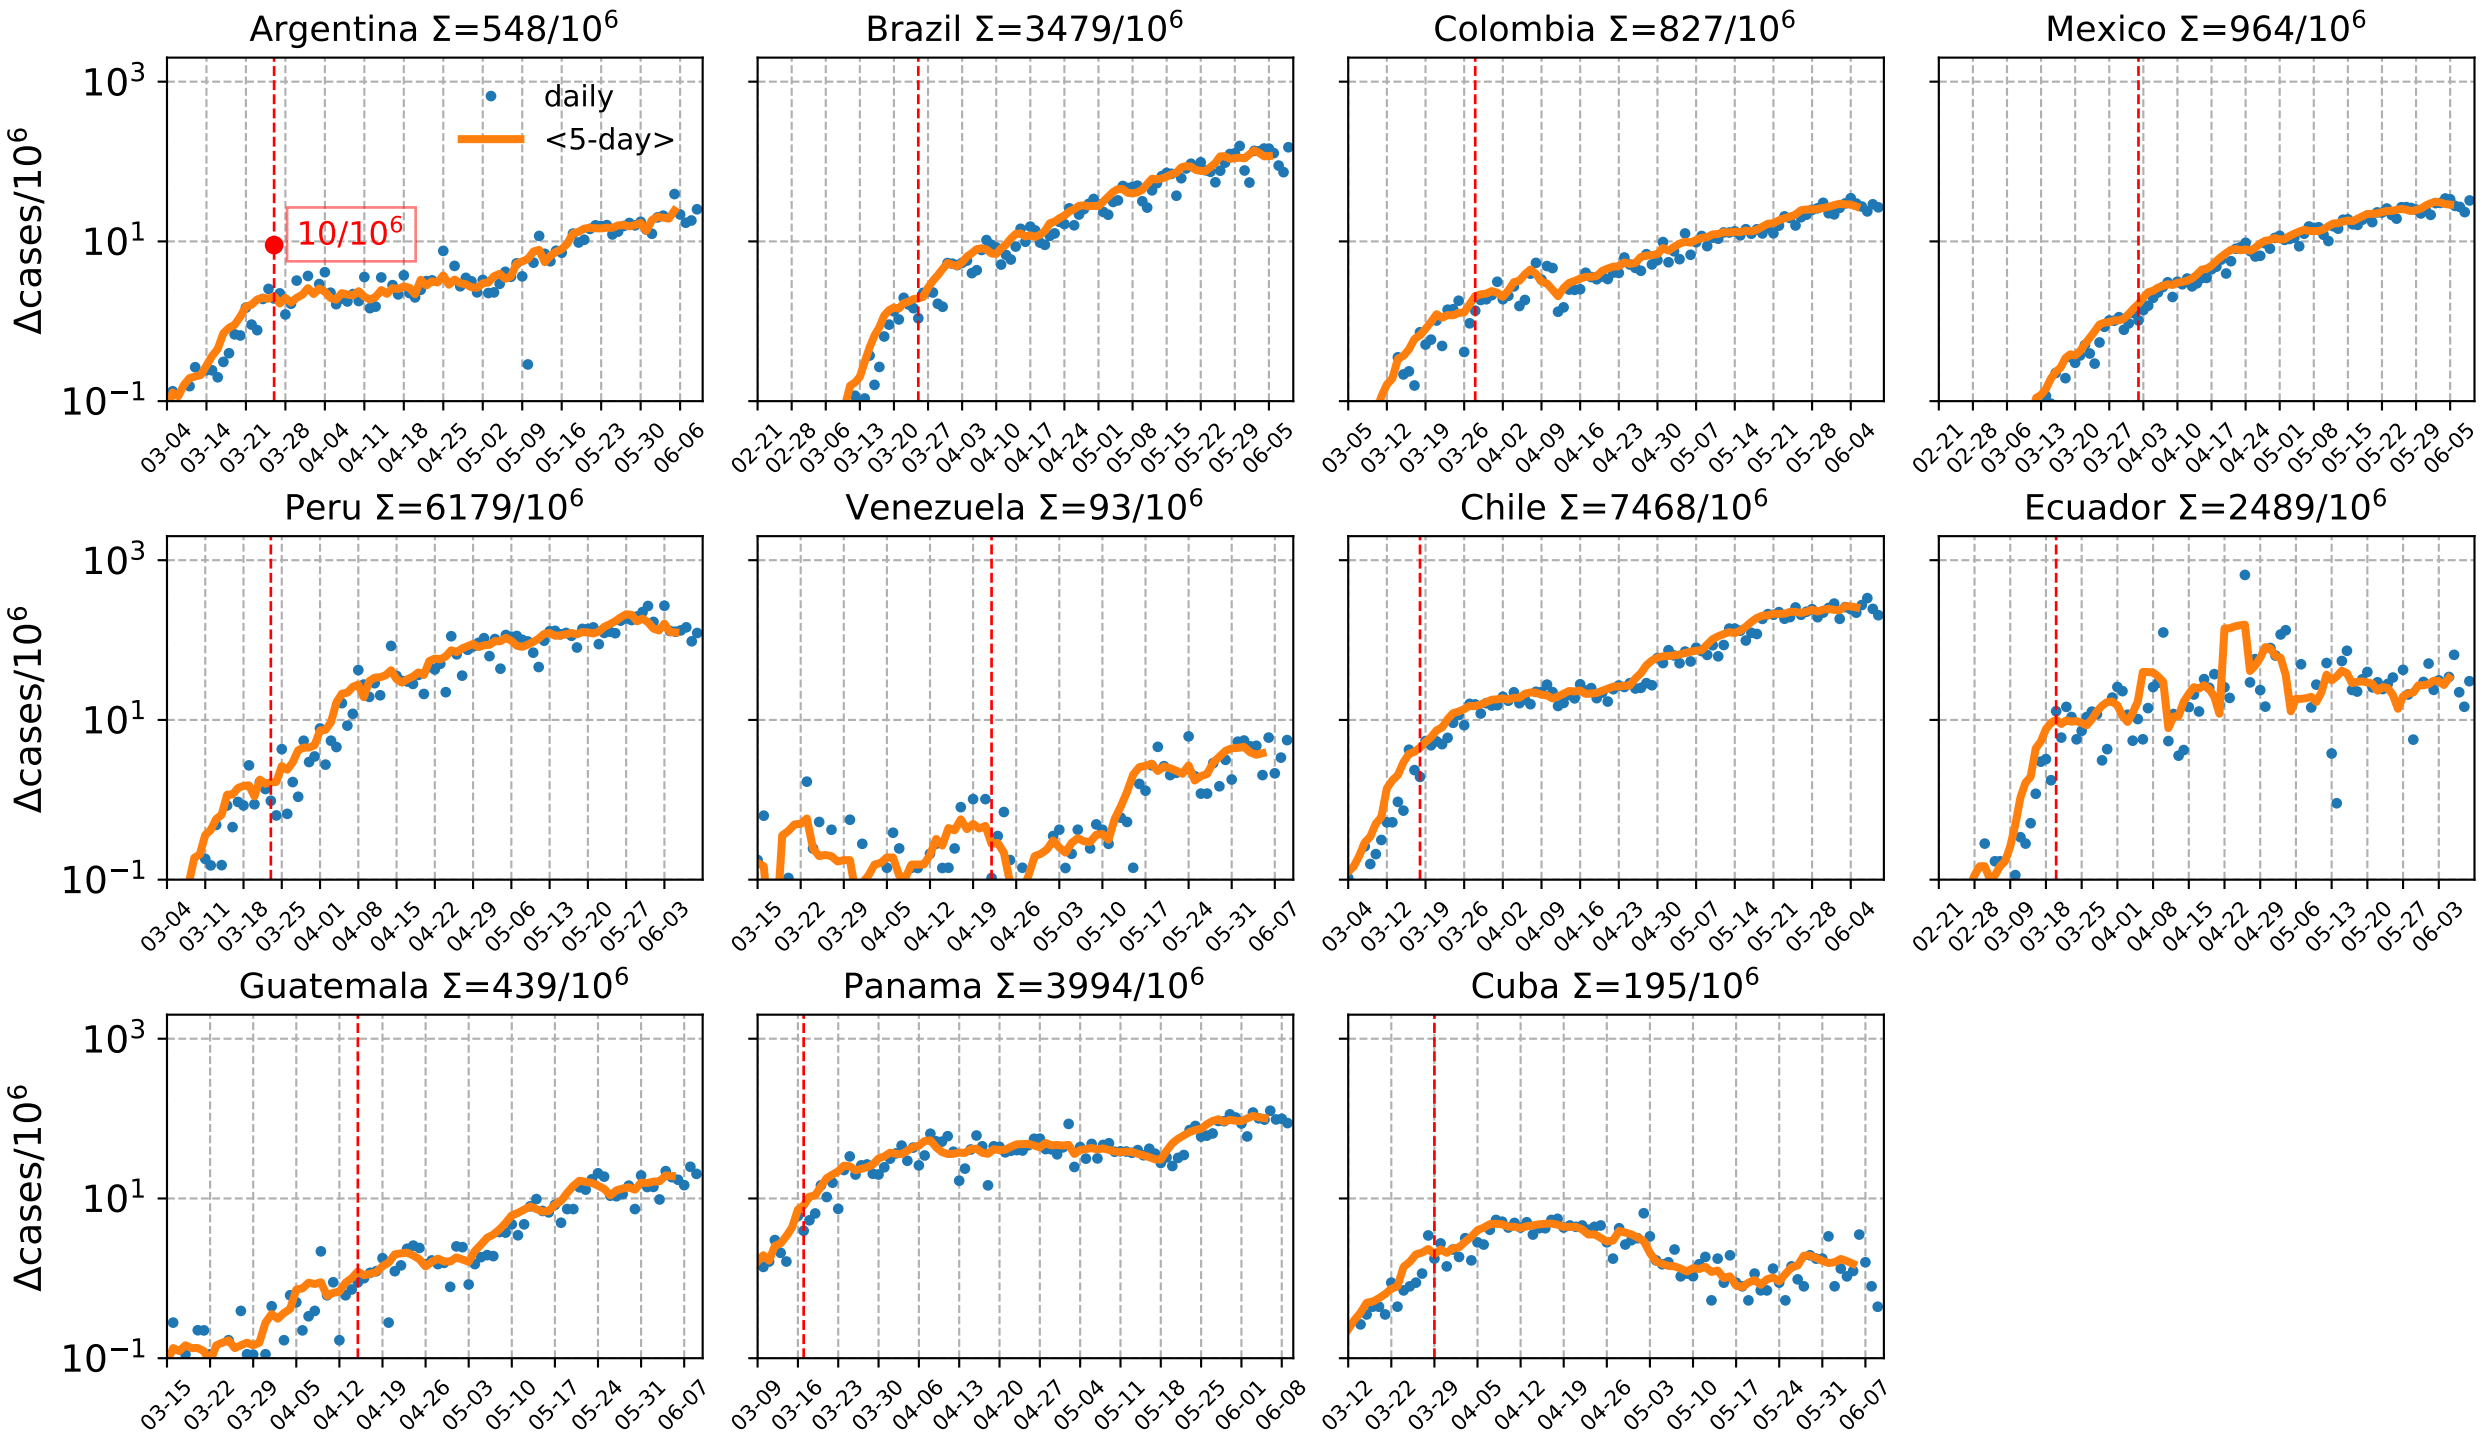 Argentina Σ=548/10⁶
Brazil Σ=3479/10⁶
Colombia Σ=827/10⁶
Mexico Σ=964/10⁶
Δcases/10⁶
10³
10¹
10⁻¹
daily
<5-day>
10/10⁶
03-04 03-14 03-21 03-28 04-04 04-11 04-18 04-25 05-02 05-09 05-16 05-23 05-30 06-06
02-21 02-28 03-06 03-13 03-20 03-27 04-03 04-10 04-17 04-24 05-01 05-08 05-15 05-22 05-29 06-05
03-05 03-12 03-19 03-26 04-02 04-09 04-16 04-23 04-30 05-07 05-14 05-21 05-28 06-04
02-21 02-28 03-06 03-13 03-20 03-27 04-03 04-10 04-17 04-24 05-01 05-08 05-15 05-22 05-29 06-05
Peru Σ=6179/10⁶
Venezuela Σ=93/10⁶
Chile Σ=7468/10⁶
Ecuador Σ=2489/10⁶
Δcases/10⁶
10³
10¹
10⁻¹
03-04 03-11 03-18 03-25 04-01 04-08 04-15 04-22 04-29 05-06 05-13 05-20 05-27 06-03
03-15 03-22 03-29 04-05 04-12 04-19 04-26 05-03 05-10 05-17 05-24 05-31 06-07
03-04 03-12 03-19 03-26 04-02 04-09 04-16 04-23 04-30 05-07 05-14 05-21 05-28 06-04
02-21 02-28 03-09 03-18 03-25 04-01 04-08 04-15 04-22 04-29 05-06 05-13 05-20 05-27 06-03
Guatemala Σ=439/10⁶
Panama Σ=3994/10⁶
Cuba Σ=195/10⁶
Δcases/10⁶
10³
10¹
10⁻¹
03-15 03-22 03-29 04-05 04-12 04-19 04-26 05-03 05-10 05-17 05-24 05-31 06-07
03-09 03-16 03-23 03-30 04-06 04-13 04-20 04-27 05-04 05-11 05-18 05-25 06-01 06-08
03-12 03-22 03-29 04-05 04-12 04-19 04-26 05-03 05-10 05-17 05-24 05-31 06-07